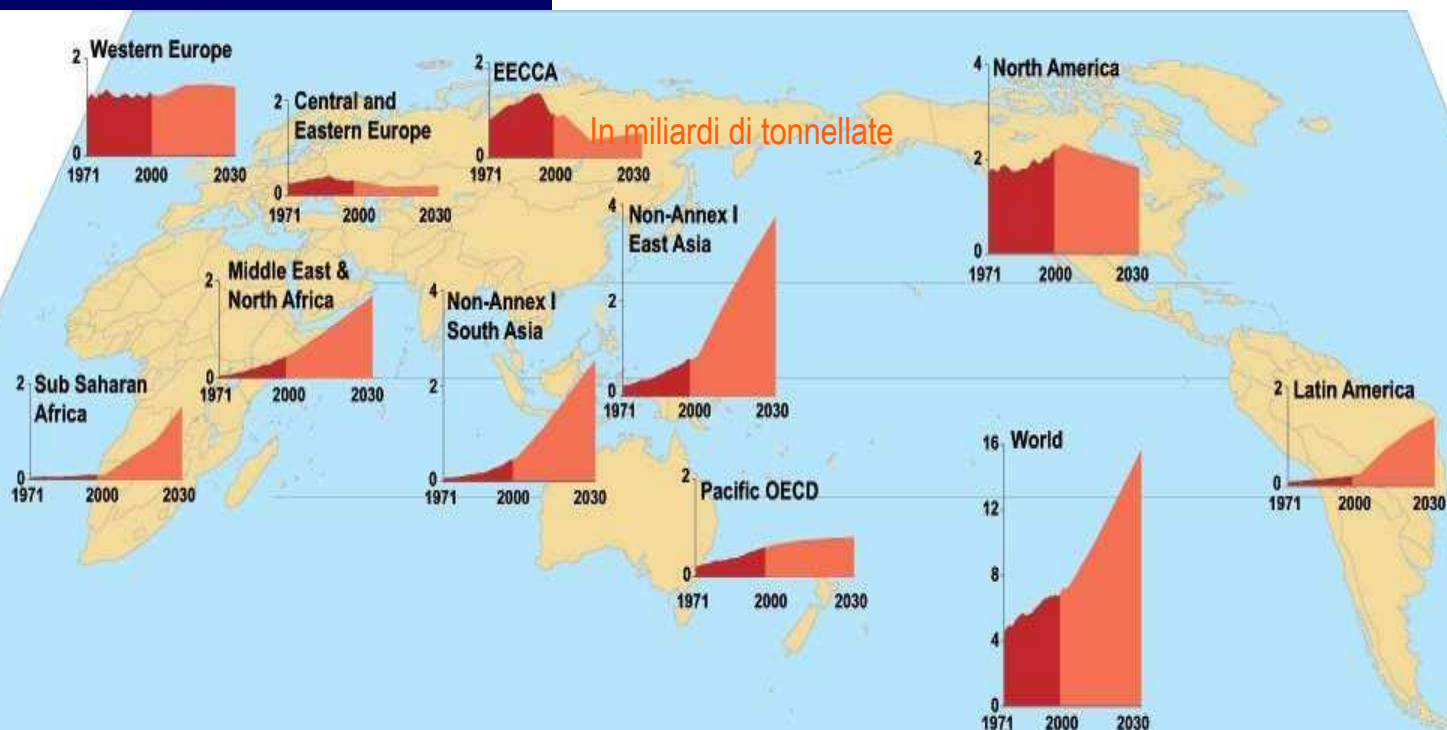 2 Western Europe
0
1971 2000 2030
2 Central and
Eastern Europe
0
1971 2000 2030
2 EECCA
0
1971 2000 2030
In miliardi di tonnellate
4 North America
2
0
1971 2000 2030
4 Non-Annex I
East Asia
2
0
1971 2000 2030
2 Middle East &
North Africa
0
1971 2000 2030
4 Non-Annex I
South Asia
2
0
1971 2000 2030
2 Sub Saharan
Africa
0
1971 2000 2030
2 Pacific OECD
0
1971 2000 2030
16 World
12
8
4
0
1971 2000 2030
2 Latin America
0
1971 2000 2030